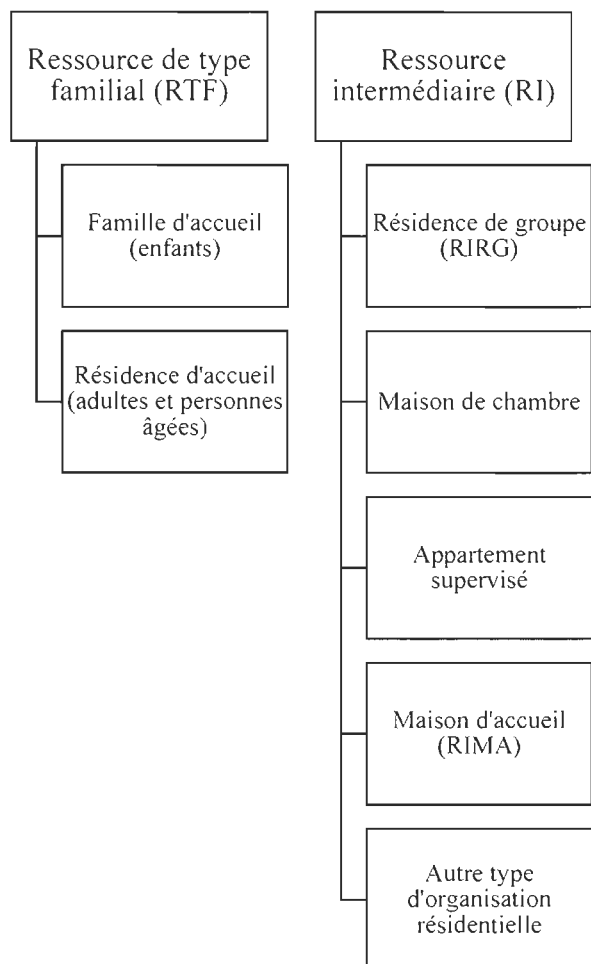 Ressource de type
familial (RTF)
Famille d'accueil
(enfants)
Résidence d'accueil
(adultes et personnes
âgées)
Ressource
intermédiaire (RI)
Résidence de groupe
(RIRG)
Maison de chambre
Appartement
supervisé
Maison d'accueil
(RIMA)
Autre type
d'organisation
résidentielle